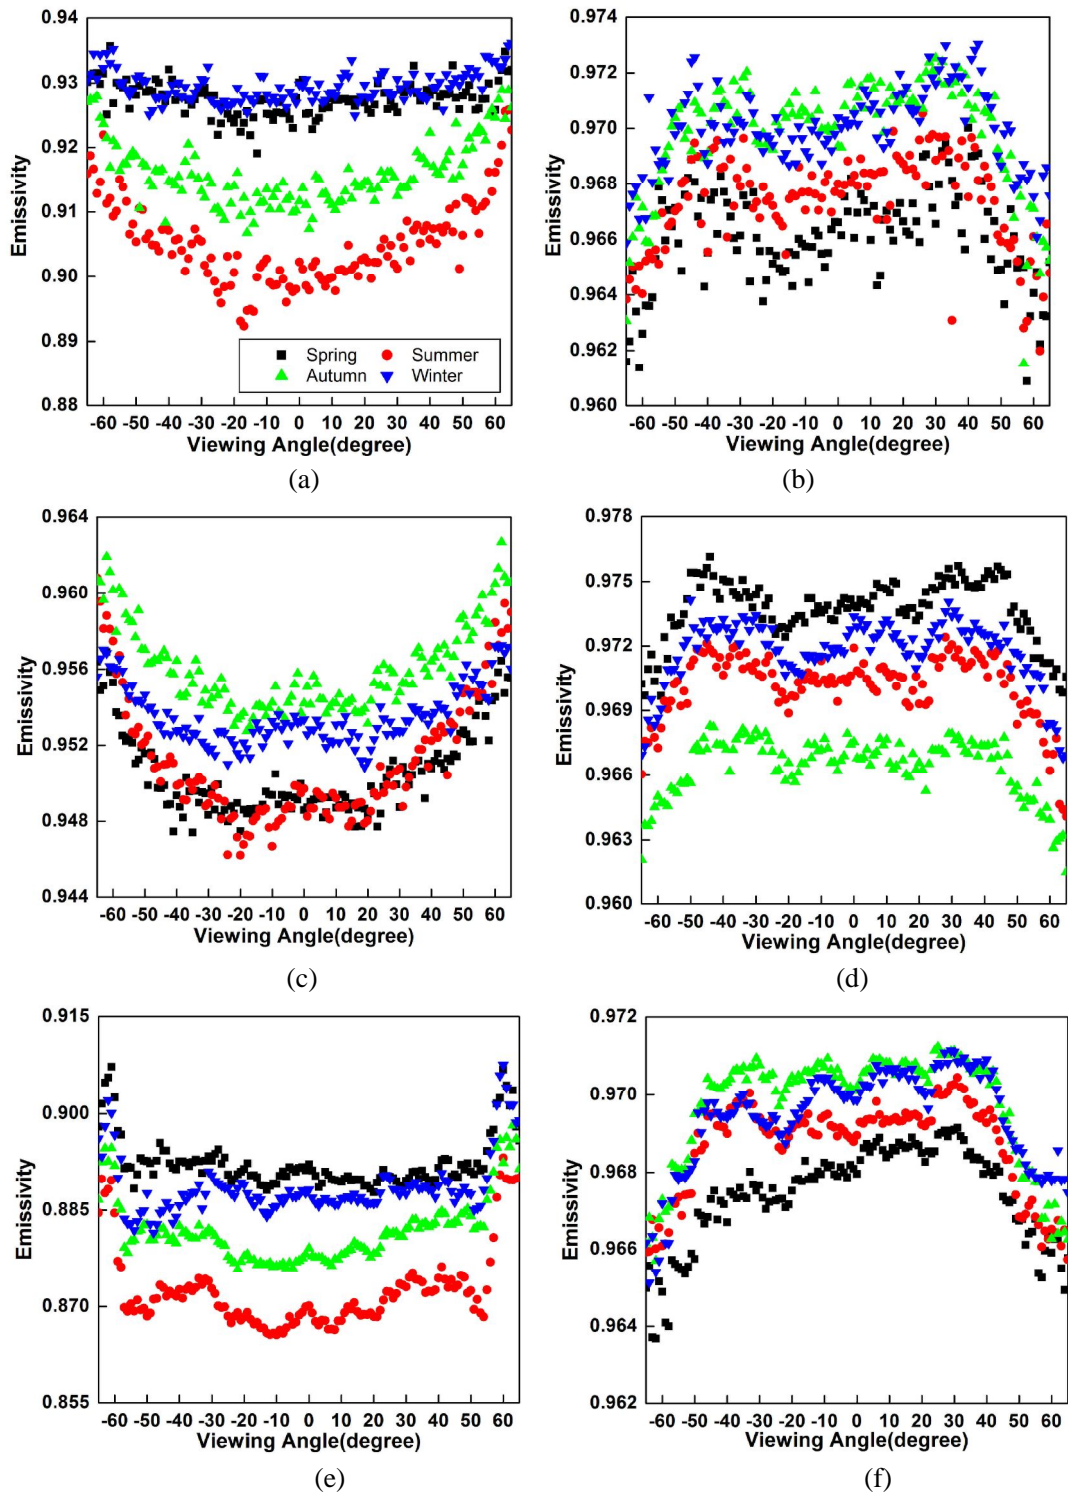 0.94
0.93
0.92
0.91
0.90
0.89
0.88
Emissivity
Spring
Summer
Autumn
Winter
-60 -50 -40 -30 -20 -10 0 10 20 30 40 50 60
Viewing Angle(degree)
(a)
0.974
0.972
0.970
0.968
0.966
0.964
0.962
0.960
Emissivity
-60 -50 -40 -30 -20 -10 0 10 20 30 40 50 60
Viewing Angle(degree)
(b)
0.964
0.960
0.956
0.952
0.948
0.944
Emissivity
-60 -50 -40 -30 -20 -10 0 10 20 30 40 50 60
Viewing Angle(degree)
(c)
0.978
0.975
0.972
0.969
0.966
0.963
0.960
Emissivity
-60 -50 -40 -30 -20 -10 0 10 20 30 40 50 60
Viewing Angle(degree)
(d)
0.915
0.900
0.885
0.870
0.855
Emissivity
-60 -50 -40 -30 -20 -10 0 10 20 30 40 50 60
Viewing Angle(degree)
(e)
0.972
0.970
0.968
0.966
0.964
0.962
Emissivity
-60 -50 -40 -30 -20 -10 0 10 20 30 40 50 60
Viewing Angle(degree)
(f)